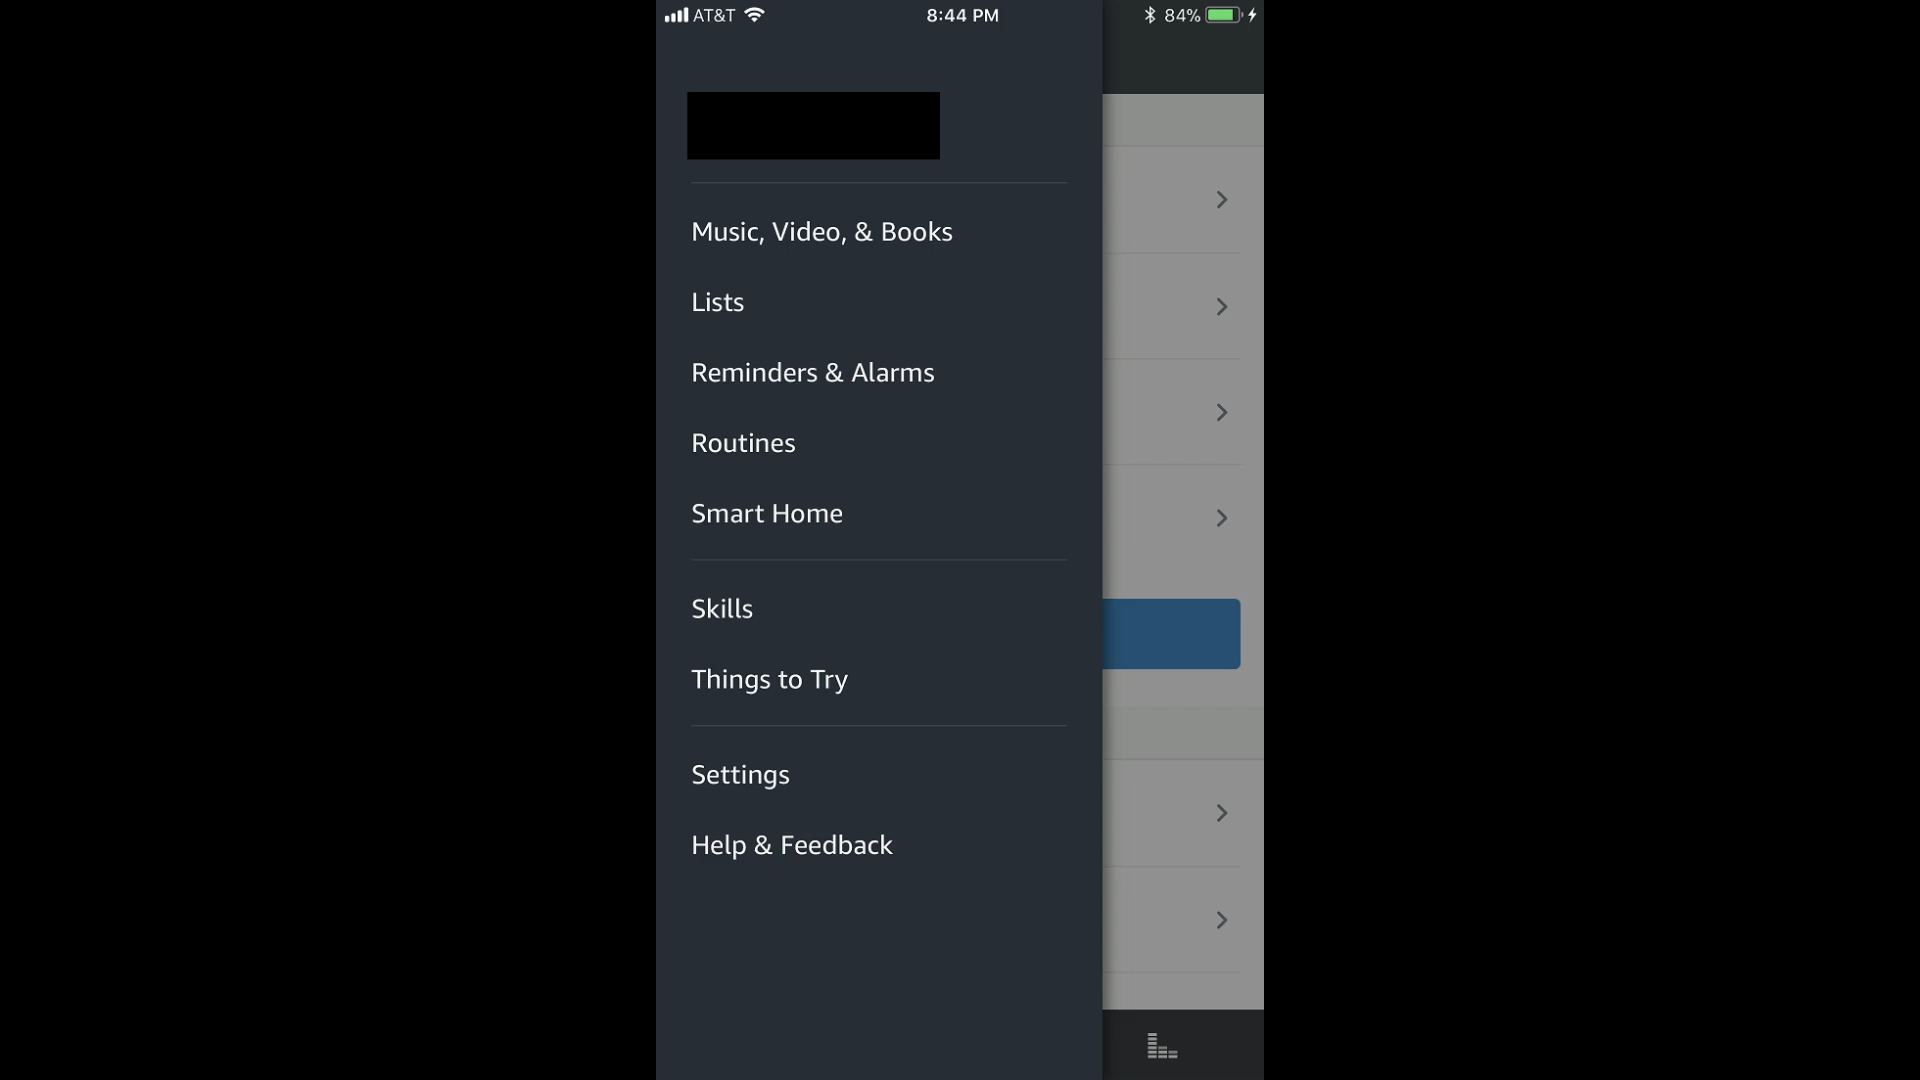 AT&T 8:44 PM 84%
Music, Video, & Books
Lists
Reminders & Alarms
Routines
Smart Home
Skills
Things to Try
Settings
Help & Feedback